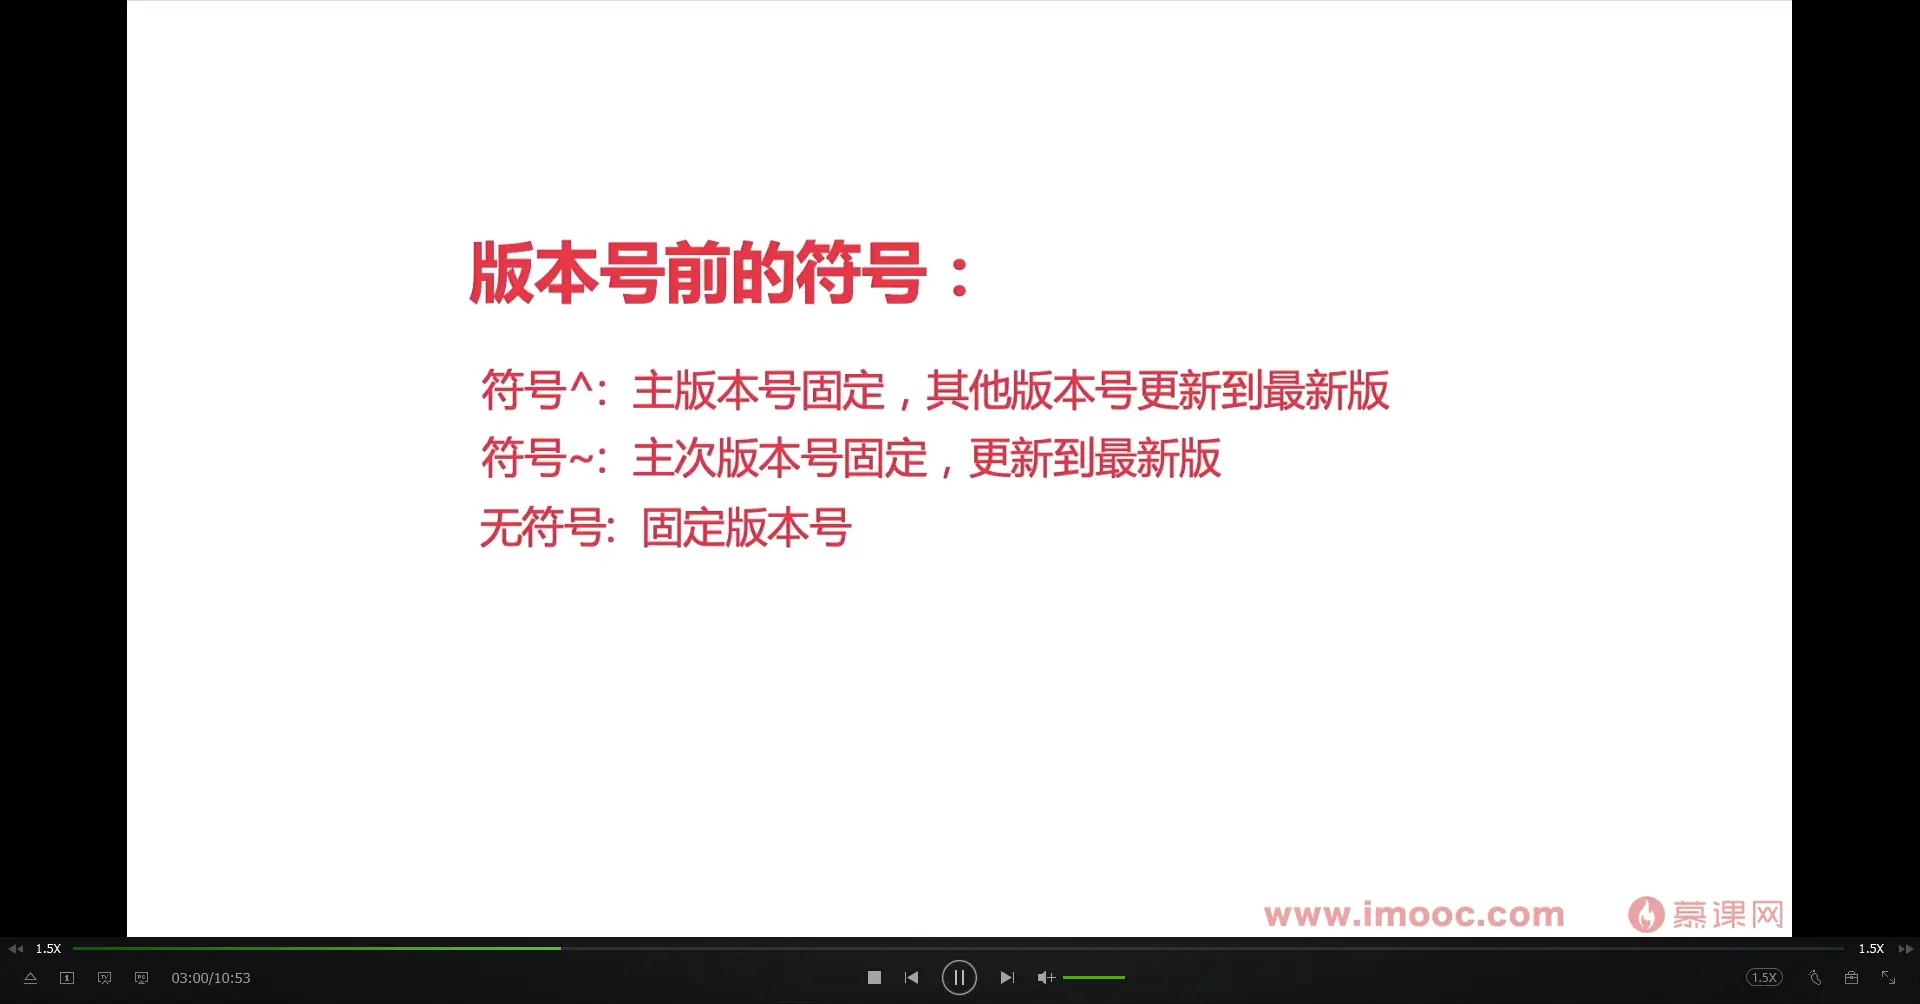 版本号前的符号：
符号^: 主版本号固定，其他版本号更新到最新版
符号~: 主次版本号固定，更新到最新版
无符号: 固定版本号
www.imooc.com 慕课网
1.5X 1.5X
03:00/10:53 1.5X